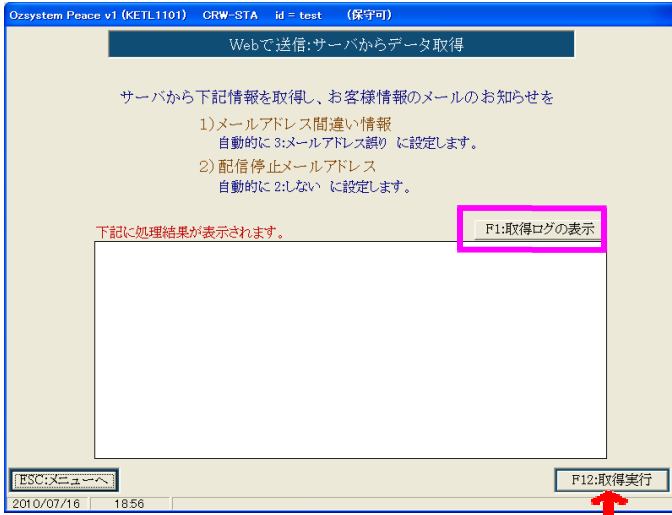 Ozsystem Peace v1 (KETL1101) CRW-STA id = test (保守可)
Webで送信:サーバからデータ取得
サーバから下記情報を取得し、お客様情報のメールのお知らせを
1)メールアドレス間違い情報
自動的に 3:メールアドレス誤り に設定します。
2)配信停止メールアドレス
自動的に 2:しない に設定します。
下記に処理結果が表示されます。
F1:取得ログの表示
ESC:メニューへ
F12:取得実行
2010/07/16 18:56